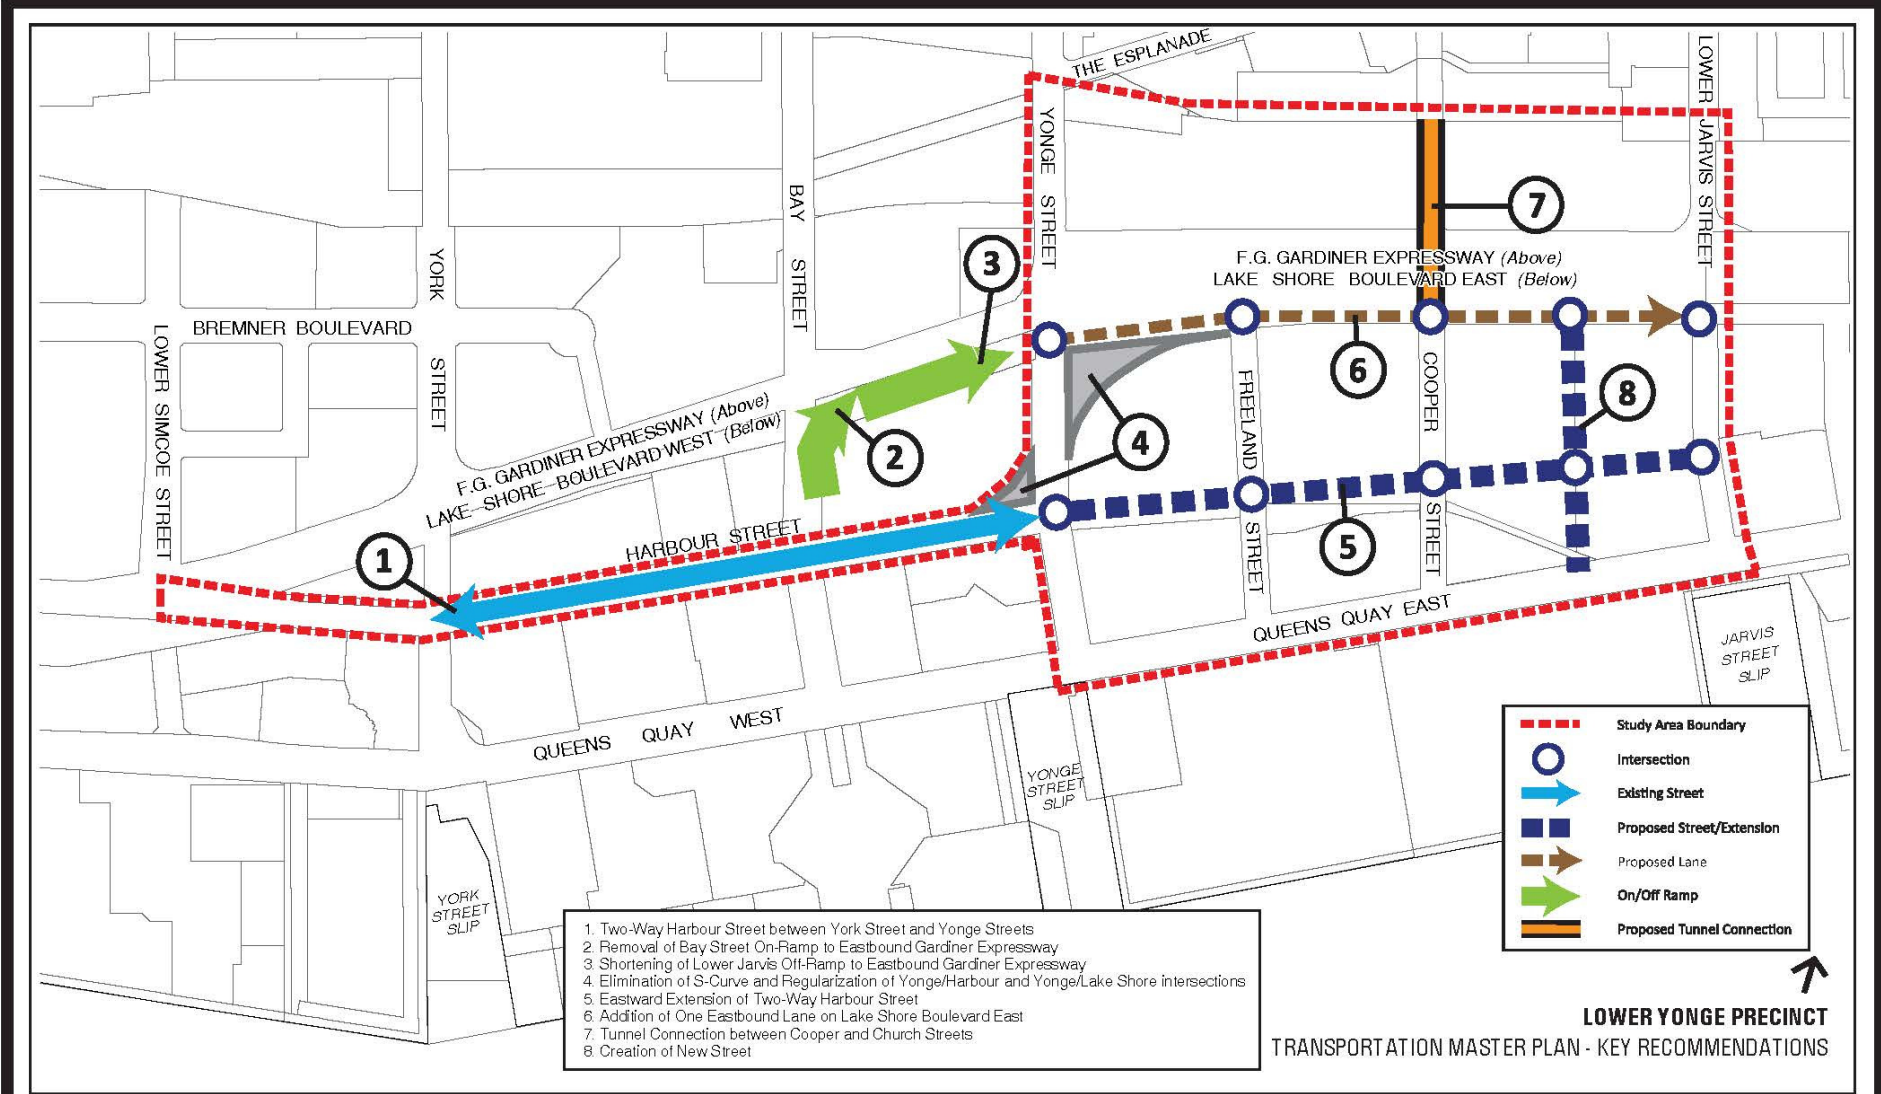 THE ESPLANADE
YONGE STREET
LOWER JARVIS STREET
BAY STREET
YORK STREET
7
3
F.G. GARDINER EXPRESSWAY (Above)
LAKE SHORE BOULEVARD EAST (Below)
BREMNER BOULEVARD
LOWER SIMCOE STREET
6
COOPER STREET
FREELAND STREET
8
F.G. GARDINER EXPRESSWAY (Above)
LAKE SHORE BOULEVARD WEST (Below)
2
4
HARBOUR STREET
1
5
QUEENS QUAY EAST
JARVIS
STREET
SLIP
QUEENS QUAY WEST
YONGE
STREET
SLIP
YORK
STREET
SLIP
Study Area Boundary
Intersection
Existing Street
Proposed Street/Extension
Proposed Lane
On/Off Ramp
Proposed Tunnel Connection
1. Two-Way Harbour Street between York Street and Yonge Streets
2. Removal of Bay Street On-Ramp to Eastbound Gardiner Expressway
3. Shortening of Lower Jarvis Off-Ramp to Eastbound Gardiner Expressway
4. Elimination of S-Curve and Regularization of Yonge/Harbour and Yonge/Lake Shore intersections
5. Eastward Extension of Two-Way Harbour Street
6. Addition of One Eastbound Lane on Lake Shore Boulevard East
7. Tunnel Connection between Cooper and Church Streets
8. Creation of New Street
LOWER YONGE PRECINCT
TRANSPORTATION MASTER PLAN - KEY RECOMMENDATIONS